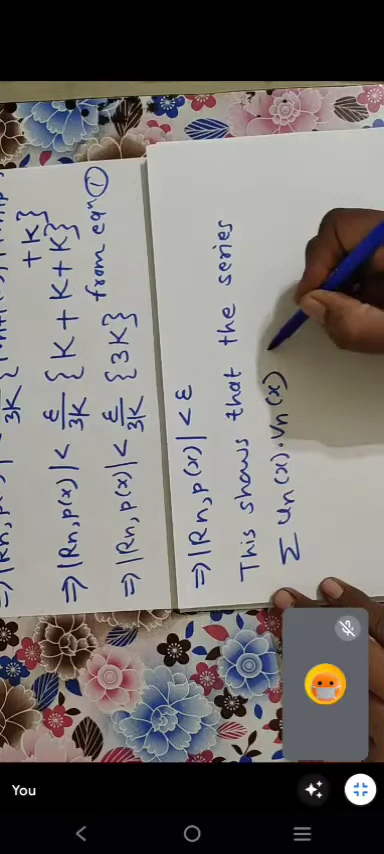 + K}
⇒ |Rn, p(x)| < ε/3K {K + K + K}
from eqⁿ ①
⇒ |Rn, p(x)| < ε/3K {3K}
⇒ |Rn, p(x)| < ε
This shows that the series
Σ Un(x) · Vn(x)
You